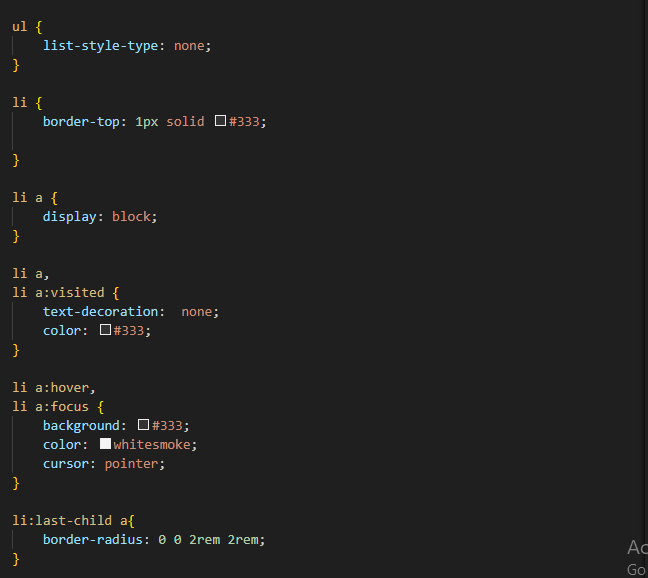 ul {
    list-style-type: none;
}

li {
    border-top: 1px solid #333;

}

li a {
    display: block;
}

li a,
li a:visited {
    text-decoration:  none;
    color: #333;
}

li a:hover,
li a:focus {
    background: #333;
    color: whitesmoke;
    cursor: pointer;
}

li:last-child a{
    border-radius: 0 0 2rem 2rem;
}
Ac
Go